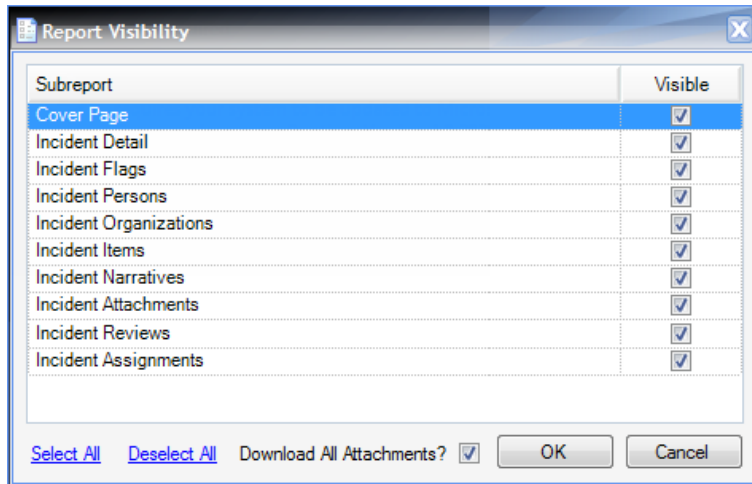 Report Visibility
Subreport Visible
Cover Page
Incident Detail
Incident Flags
Incident Persons
Incident Organizations
Incident Items
Incident Narratives
Incident Attachments
Incident Reviews
Incident Assignments
Select All Deselect All Download All Attachments? OK Cancel